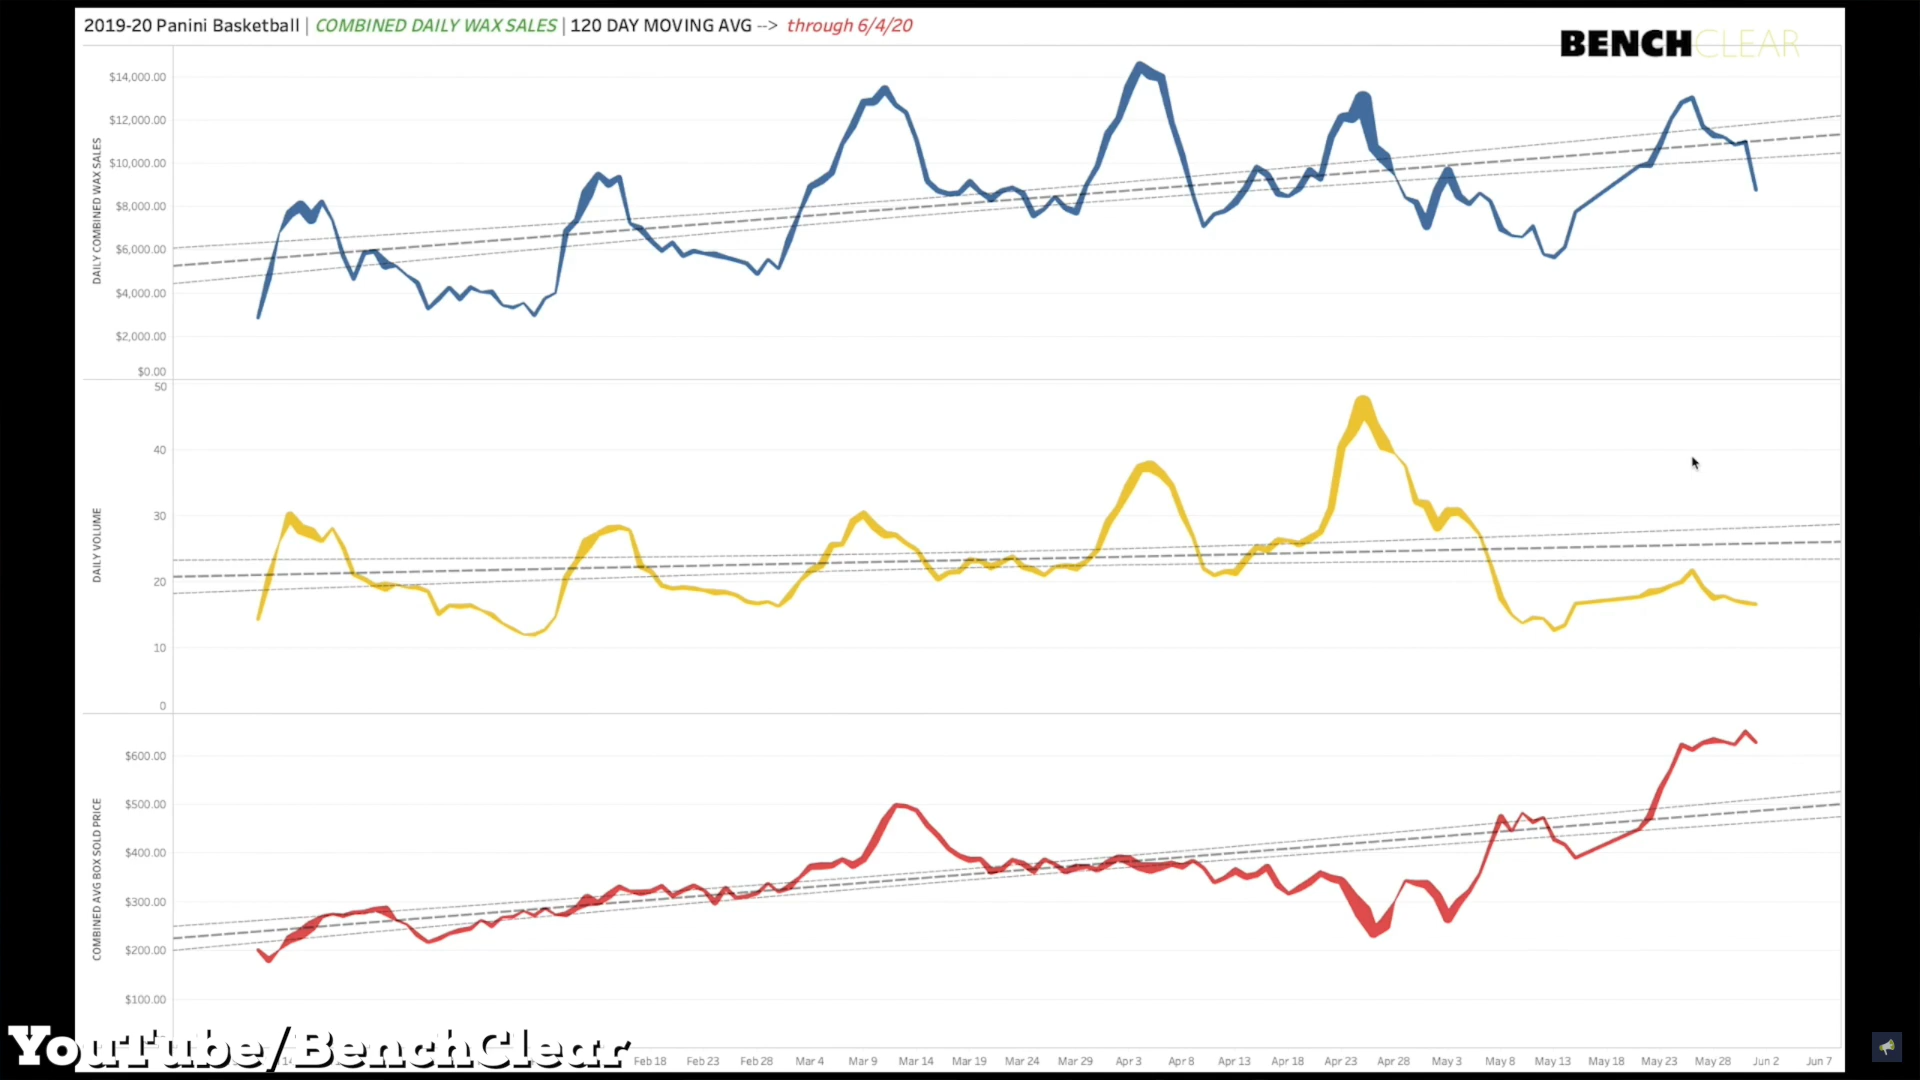 2019-20 Panini Basketball | COMBINED DAILY WAX SALES | 120 DAY MOVING AVG --> through 6/4/20
BENCHCLEAR
DAILY COMBINED WAX SALES
$14,000.00
$12,000.00
$10,000.00
$8,000.00
$6,000.00
$4,000.00
$2,000.00
$0.00
DAILY VOLUME
50
40
30
20
10
0
COMBINED AVG BOX SOLD PRICE
$600.00
$500.00
$400.00
$300.00
$200.00
$100.00
Feb 18 Feb 23 Feb 28 Mar 4 Mar 9 Mar 14 Mar 19 Mar 24 Mar 29 Apr 3 Apr 8 Apr 13 Apr 18 Apr 23 Apr 28 May 3 May 8 May 13 May 18 May 23 May 28 Jun 2 Jun 7
YouTube/BenchClear